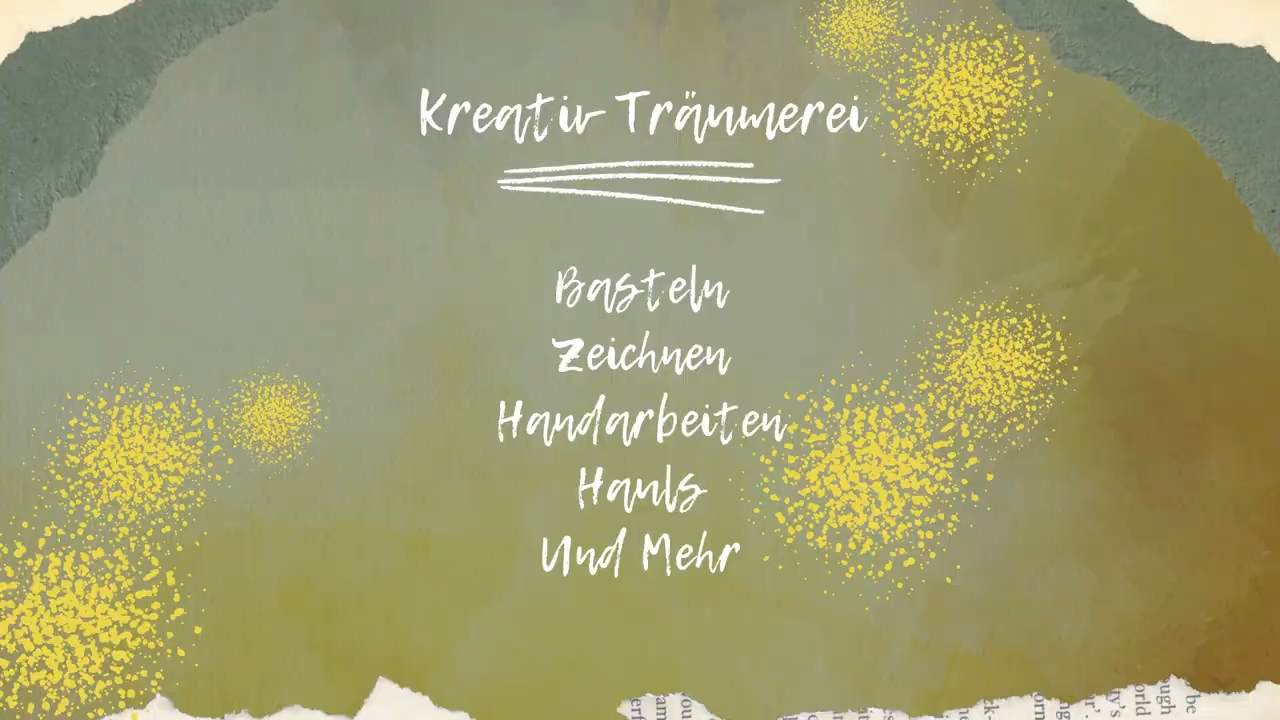 Kreativ Träumerei
Basteln
Zeichnen
Handarbeiten
Hauls
Und Mehr